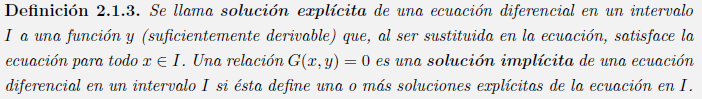 Definición 2.1.3. Se llama solución explícita de una ecuación diferencial en un intervalo
I a una función y (suficientemente derivable) que, al ser sustituida en la ecuación, satisface la
ecuación para todo x ∈ I. Una relación G(x, y) = 0 es una solución implícita de una ecuación
diferencial en un intervalo I si ésta define una o más soluciones explícitas de la ecuación en I.